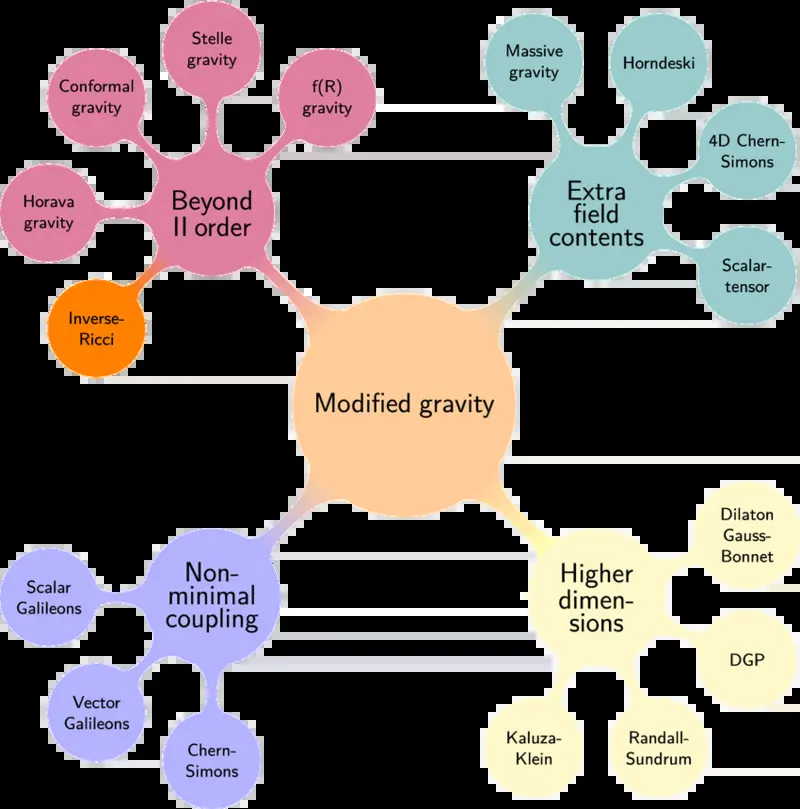 Stelle
gravity
Conformal
gravity
f(R)
gravity
Horava
gravity
Beyond
II order
Inverse-
Ricci
Massive
gravity
Horndeski
4D Chern-
Simons
Extra
field
contents
Scalar-
tensor
Modified gravity
Non-
minimal
coupling
Scalar
Galileons
Vector
Galileons
Chern-
Simons
Higher
dimen-
sions
Dilaton
Gauss-
Bonnet
DGP
Kaluza-
Klein
Randall-
Sundrum